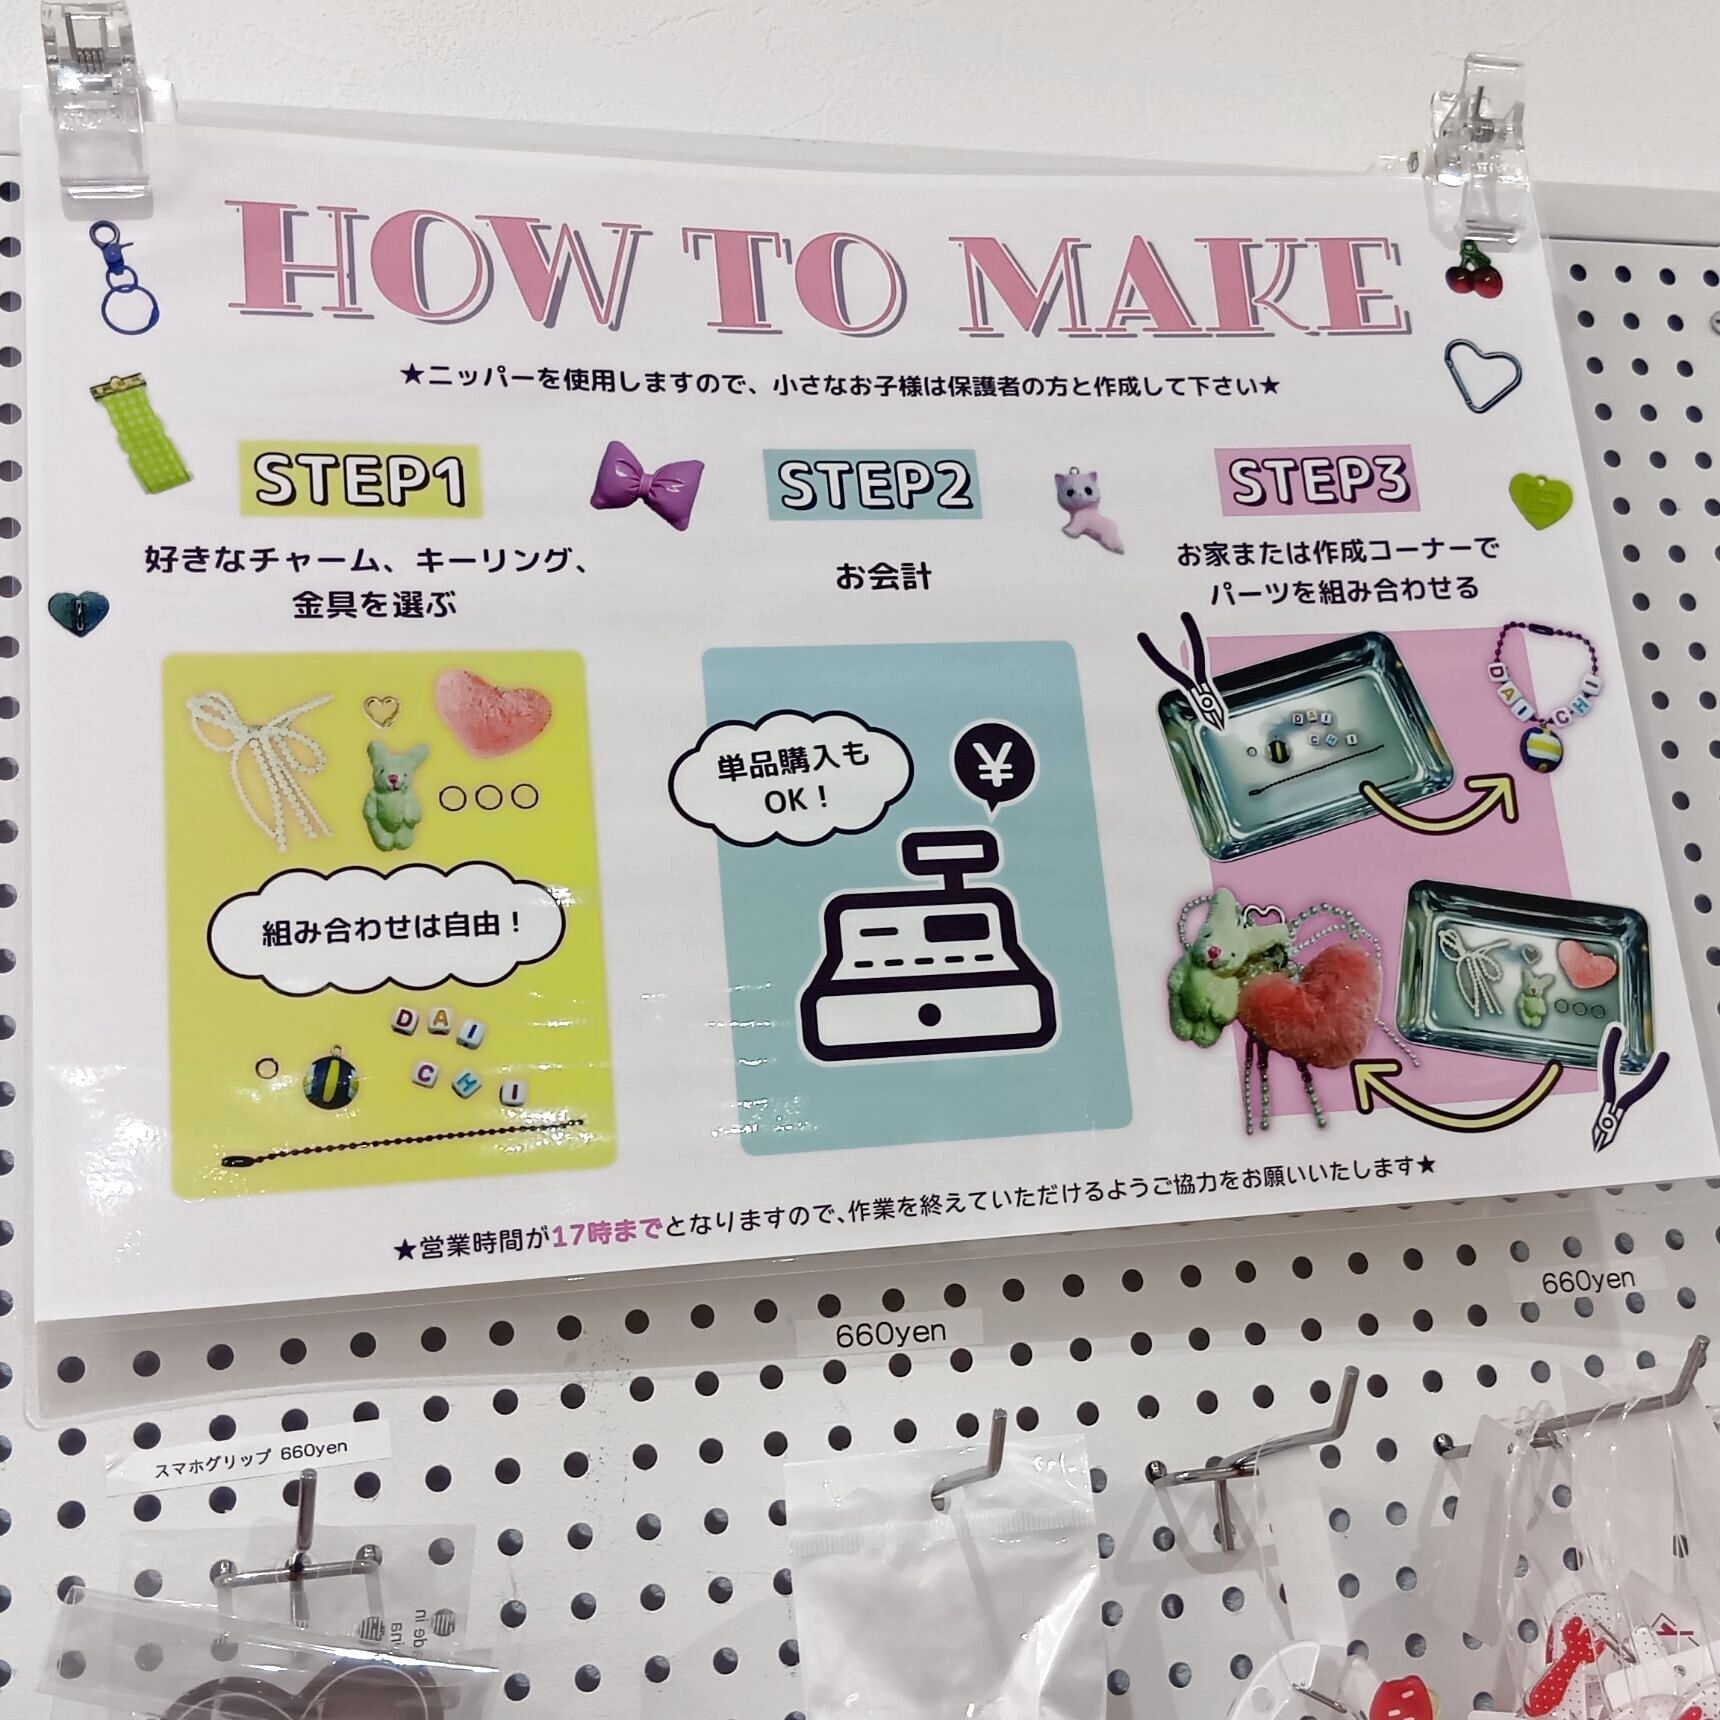 HOW TO MAKE
★ニッパーを使用しますので、小さなお子様は保護者の方と作成して下さい★
STEP1
好きなチャーム、キーリング、
金具を選ぶ
組み合わせは自由！
DAI
CHI
STEP2
お会計
単品購入も
OK！
¥
STEP3
お家または作成コーナーで
パーツを組み合わせる
DAI
CHI
DAI CHI
★営業時間が17時までとなりますので、作業を終えていただけるようご協力をお願いいたします★
660yen
660yen
スマホグリップ 660yen